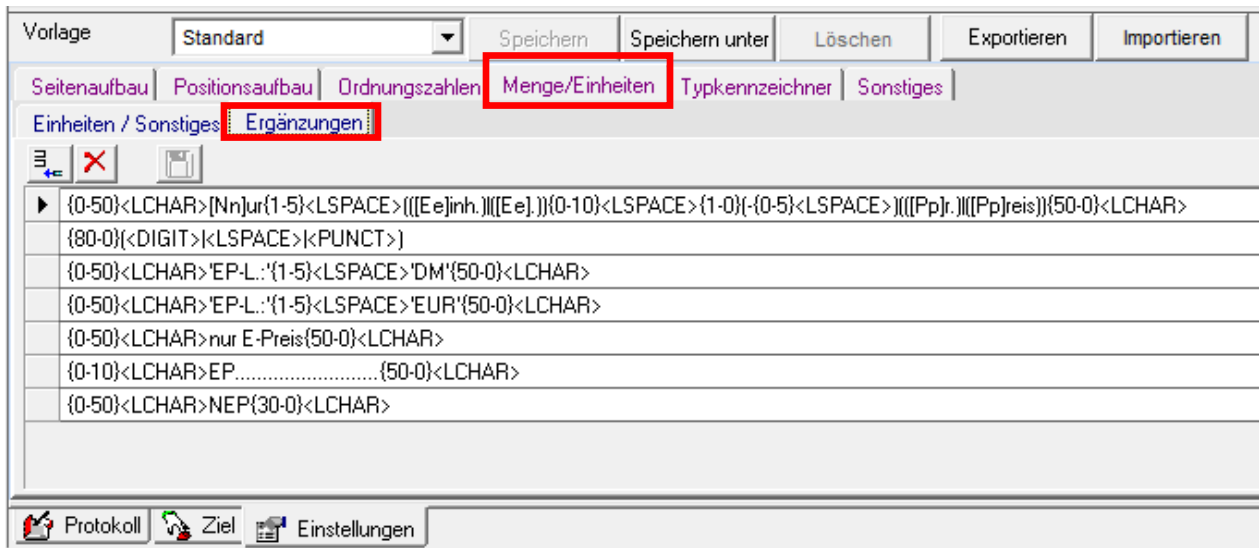 Vorlage Standard Speichern Speichern unter Löschen Exportieren Importieren
Seitenaufbau Positionsaufbau Ordnungszahlen Menge/Einheiten Typkennzeichner Sonstiges
Einheiten / Sonstiges Ergänzungen
{0-50}<LCHAR>[Nn]ur{1-5}<LSPACE>(([Ee]inh.)|([Ee].)){0-10}<LSPACE>{1-0}(-{0-5}<LSPACE>)(([Pp]r.)|([Pp]reis)){50-0}<LCHAR>
{80-0}(<DIGIT>|<LSPACE>|<PUNCT>)
{0-50}<LCHAR>'EP-L.:'{1-5}<LSPACE>'DM'{50-0}<LCHAR>
{0-50}<LCHAR>'EP-L.:'{1-5}<LSPACE>'EUR'{50-0}<LCHAR>
{0-50}<LCHAR>nur E-Preis{50-0}<LCHAR>
{0-10}<LCHAR>EP...........................{50-0}<LCHAR>
{0-50}<LCHAR>NEP{30-0}<LCHAR>
Protokoll Ziel Einstellungen